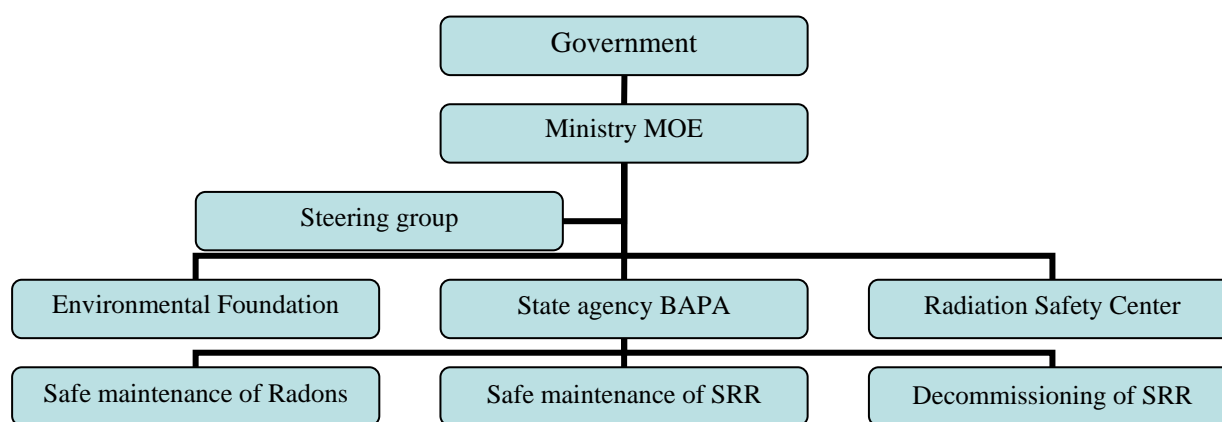 Government
Ministry MOE
Steering group
Environmental Foundation
State agency BAPA
Radiation Safety Center
Safe maintenance of Radons
Safe maintenance of SRR
Decommissioning of SRR